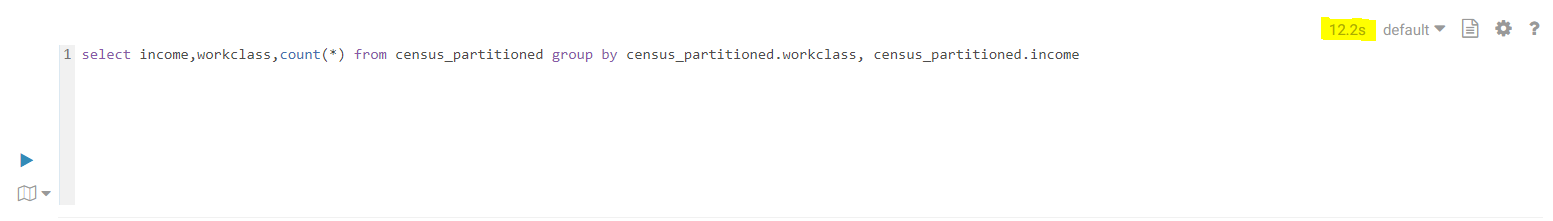 12.2s default ?
1 select income,workclass,count(*) from census_partitioned group by census_partitioned.workclass, census_partitioned.income